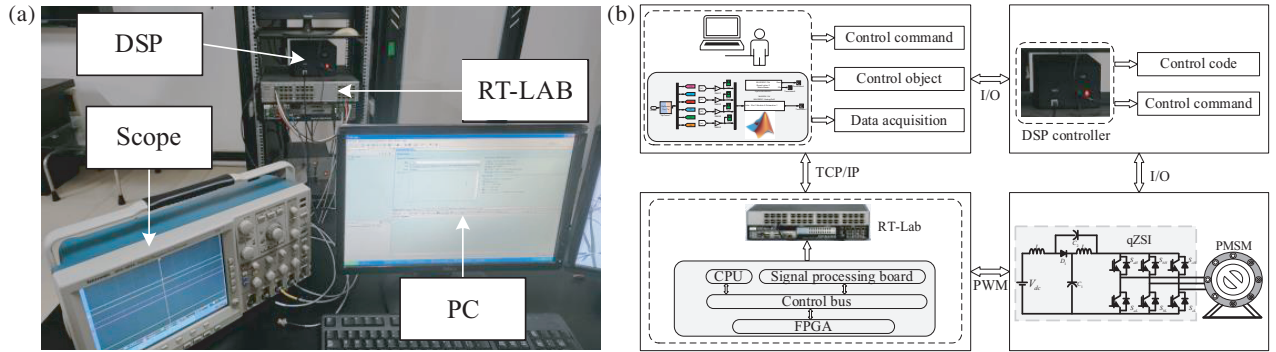 (a)
DSP
RT-LAB
Scope
PC
(b)
Control command
Control object
Data acquisition
I/O
Control code
Control command
DSP controller
TCP/IP
I/O
RT-Lab
CPU
Signal processing board
Control bus
FPGA
PWM
qZSI
PMSM
V_dc